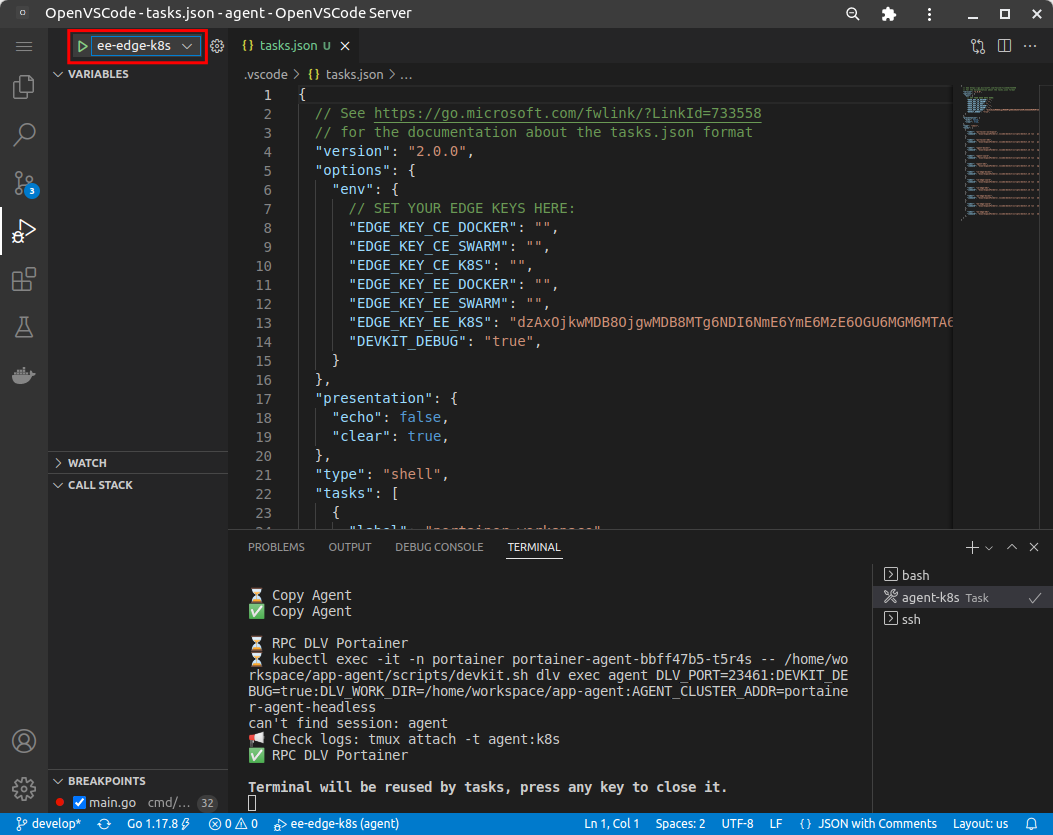 OpenVSCode - tasks.json - agent - OpenVSCode Server
ee-edge-k8s
{} tasks.json U
VARIABLES
.vscode > {} tasks.json > ...
1 {
2 // See https://go.microsoft.com/fwlink/?LinkId=733558
3 // for the documentation about the tasks.json format
4 "version": "2.0.0",
5 "options": {
6 "env": {
7 // SET YOUR EDGE KEYS HERE:
8 "EDGE_KEY_CE_DOCKER": "",
9 "EDGE_KEY_CE_SWARM": "",
10 "EDGE_KEY_CE_K8S": "",
11 "EDGE_KEY_EE_DOCKER": "",
12 "EDGE_KEY_EE_SWARM": "",
13 "EDGE_KEY_EE_K8S": "dzAxOjkwMDB8OjgwMDB8MTg6NDI6NmE6YmE6MzE6OGU6MGM6MTA6
14 "DEVKIT_DEBUG": "true",
15 }
16 },
17 "presentation": {
18 "echo": false,
19 "clear": true,
20 },
21 "type": "shell",
22 "tasks": [
23 {
3
WATCH
CALL STACK
PROBLEMS OUTPUT DEBUG CONSOLE TERMINAL
⏳ Copy Agent
✅ Copy Agent
⏳ RPC DLV Portainer
⏳ kubectl exec -it -n portainer portainer-agent-bbff47b5-t5r4s -- /home/wo
rkspace/app-agent/scripts/devkit.sh dlv exec agent DLV_PORT=23461:DEVKIT_DE
BUG=true:DLV_WORK_DIR=/home/workspace/app-agent:AGENT_CLUSTER_ADDR=portaine
r-agent-headless
can't find session: agent
📢 Check logs: tmux attach -t agent:k8s
✅ RPC DLV Portainer
Terminal will be reused by tasks, press any key to close it.
bash
agent-k8s Task
ssh
BREAKPOINTS
main.go cmd/... 32
develop* Go 1.17.8 0 0 ee-edge-k8s (agent) Ln 1, Col 1 Spaces: 2 UTF-8 LF {} JSON with Comments Layout: us